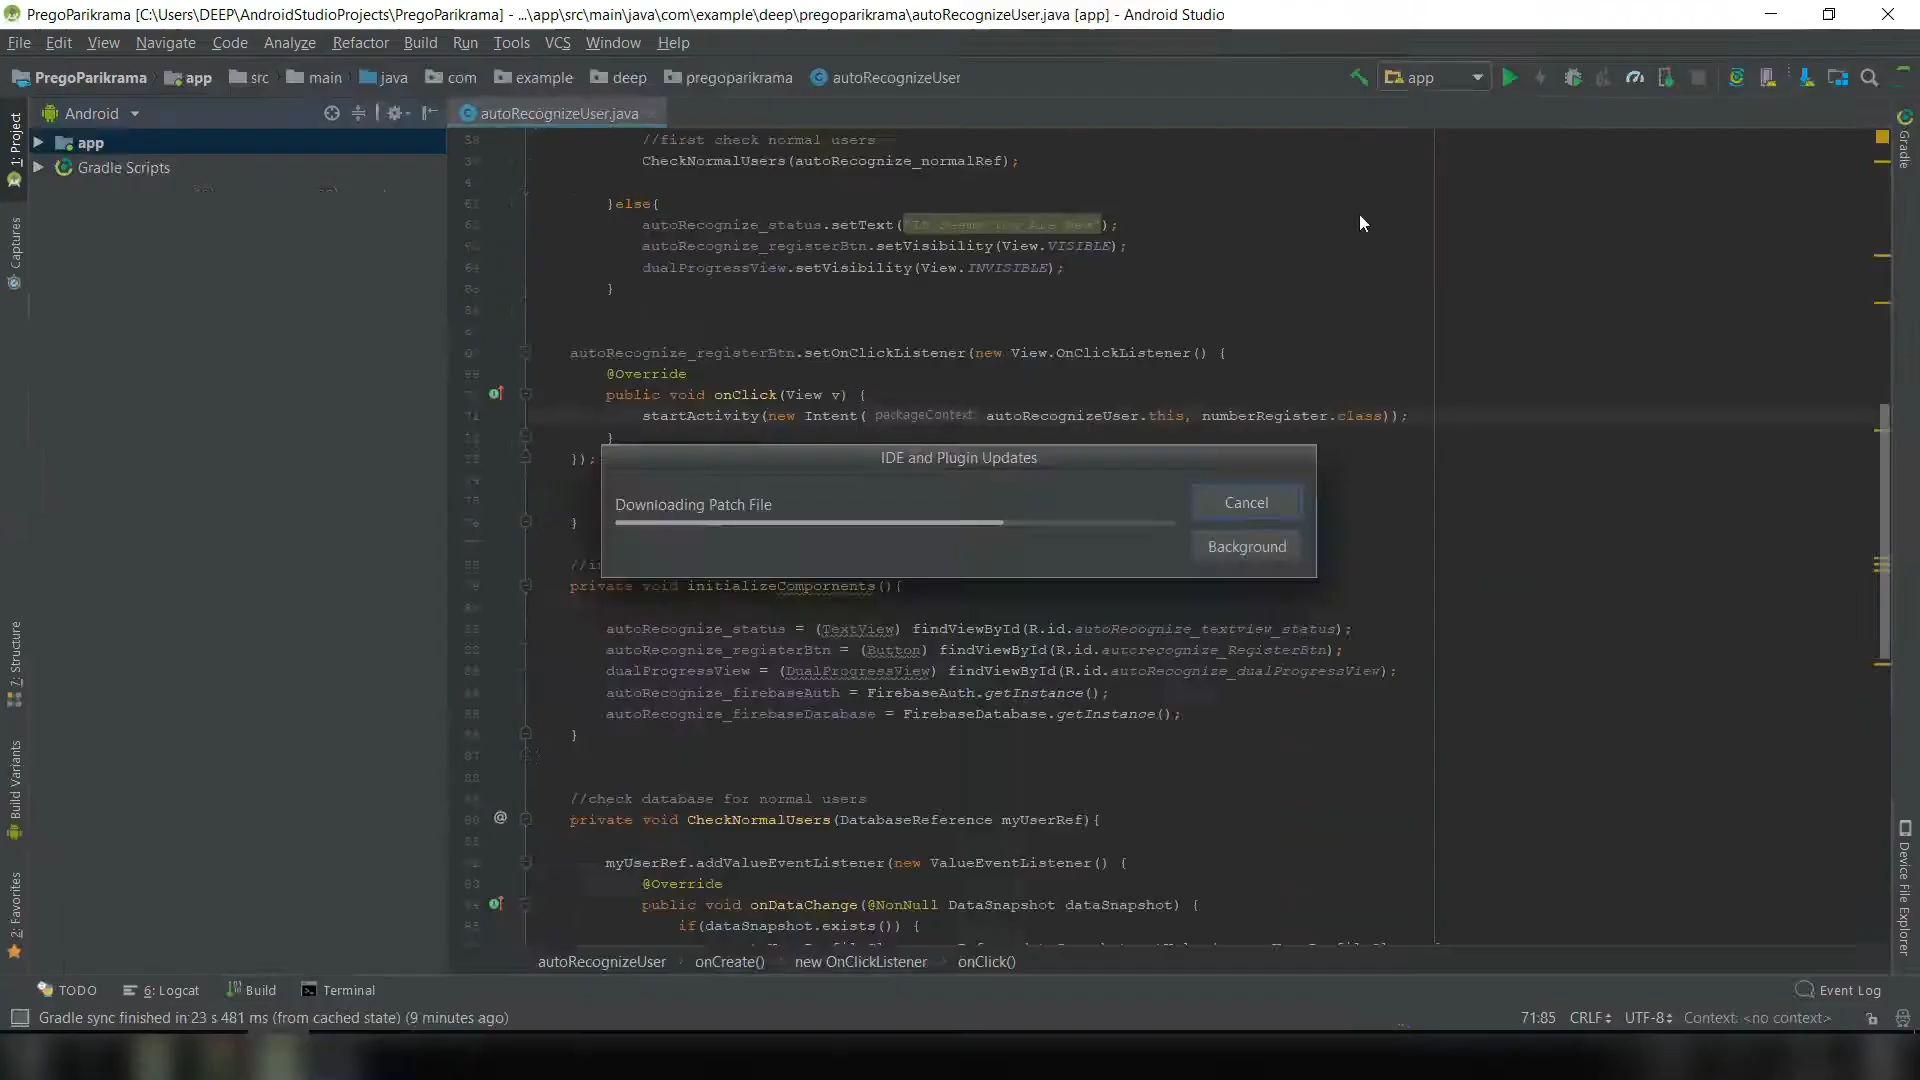 PregoParikrama [C:\Users\DEEP\AndroidStudioProjects\PregoParikrama] - ...\app\src\main\java\com\example\deep\pregoparikrama\autoRecognizeUser.java [app] - Android Studio
File Edit View Navigate Code Analyze Refactor Build Run Tools VCS Window Help
PregoParikrama app src main java com example deep pregoparikrama autoRecognizeUser app
Android autoRecognizeUser.java
1: Project
app
Gradle Scripts
Captures
7: Structure
Build Variants
2: Favorites
//first check normal users
CheckNormalUsers(autoRecognize_normalRef);
}else{
autoRecognize_status.setText(
);
autoRecognize_registerBtn.setVisibility(View.VISIBLE);
dualProgressView.setVisibility(View.INVISIBLE);
}
autoRecognize_registerBtn.setOnClickListener(new View.OnClickListener() {
@Override
public void onClick(View v) {
71 startActivity(new Intent( packageContext: autoRecognizeUser.this, numberRegister.class));
}
});
IDE and Plugin Updates
Downloading Patch File
Cancel
Background
}
private void initializeCompornents(){
autoRecognize_status = (TextView) findViewById(R.id.autoRecognize_textview_status);
autoRecognize_registerBtn = (Button) findViewById(R.id.autorecognize_RegisterBtn);
dualProgressView = (DualProgressView) findViewById(R.id.autoRecognize_dualProgressView);
autoRecognize_firebaseAuth = FirebaseAuth.getInstance();
autoRecognize_firebaseDatabase = FirebaseDatabase.getInstance();
}
//check database for normal users
@ private void CheckNormalUsers(DatabaseReference myUserRef){
myUserRef.addValueEventListener(new ValueEventListener() {
@Override
public void onDataChange(@NonNull DataSnapshot dataSnapshot) {
if(dataSnapshot.exists()) {
autoRecognizeUser onCreate() new OnClickListener onClick()
Gradle
Device File Explorer
TODO 6: Logcat Build Terminal Event Log
Gradle sync finished in 23 s 481 ms (from cached state) (9 minutes ago) 71:85 CRLF UTF-8 Context: <no context>